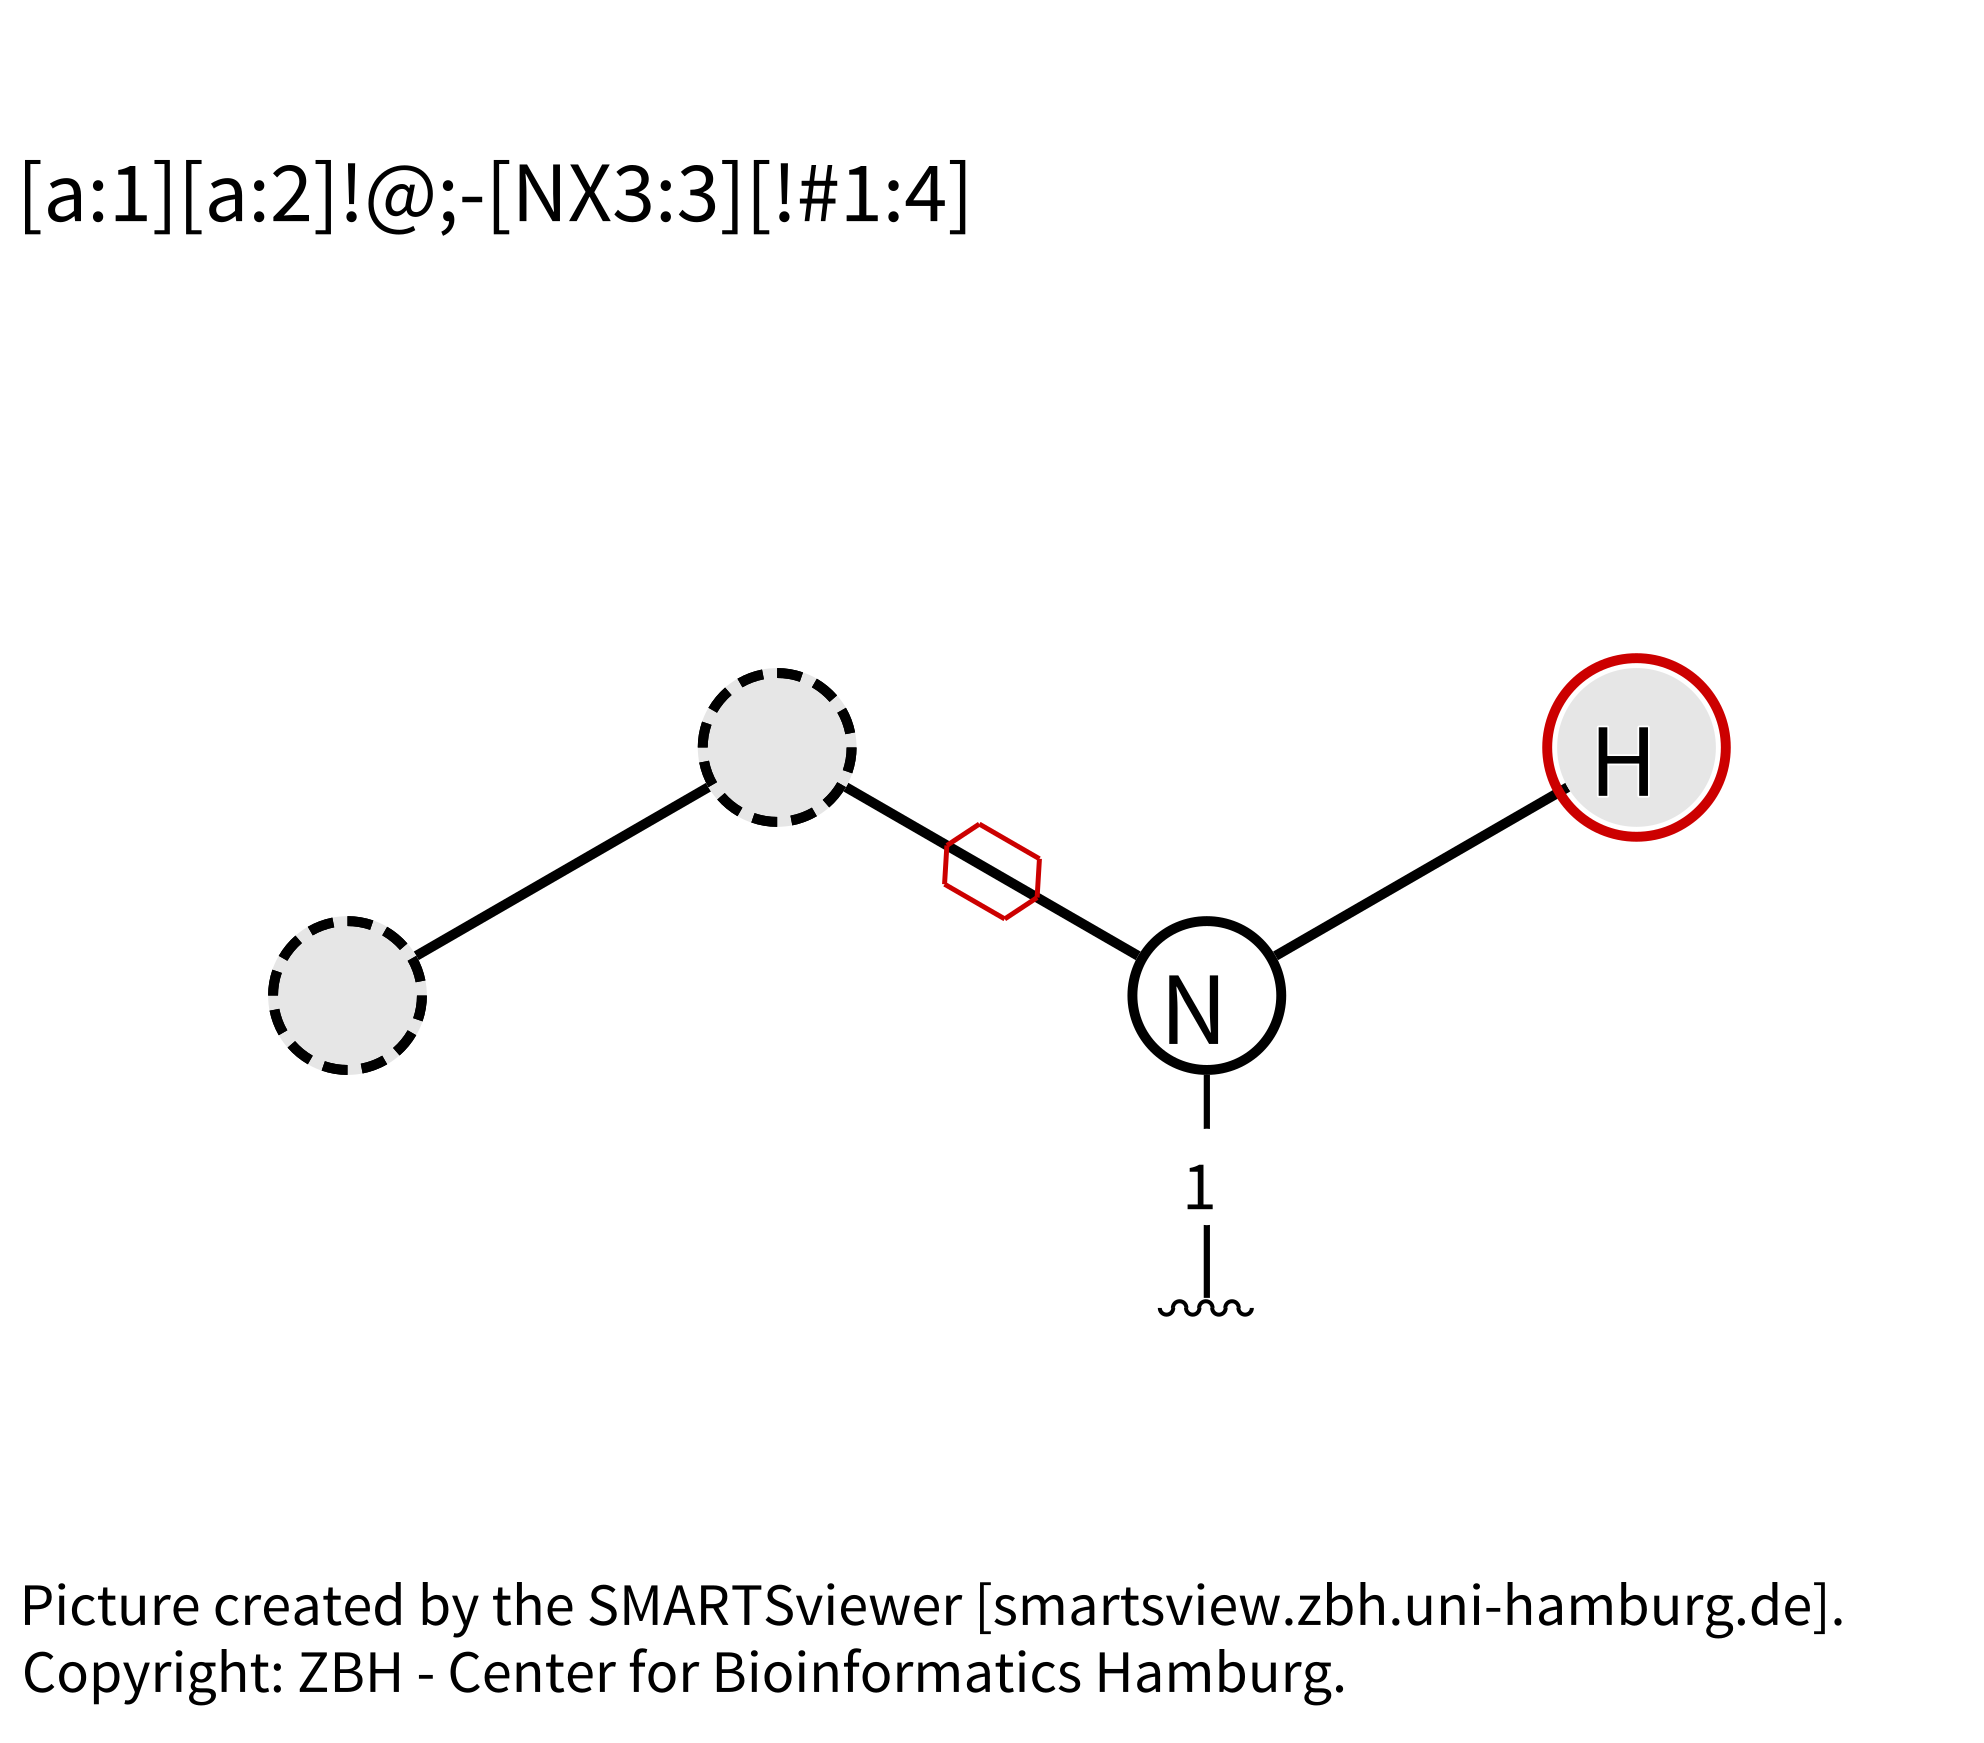 [a:1][a:2]!@;-[NX3:3][!#1:4]
H
N
1
Picture created by the SMARTSviewer [smartsview.zbh.uni-hamburg.de].
Copyright: ZBH - Center for Bioinformatics Hamburg.